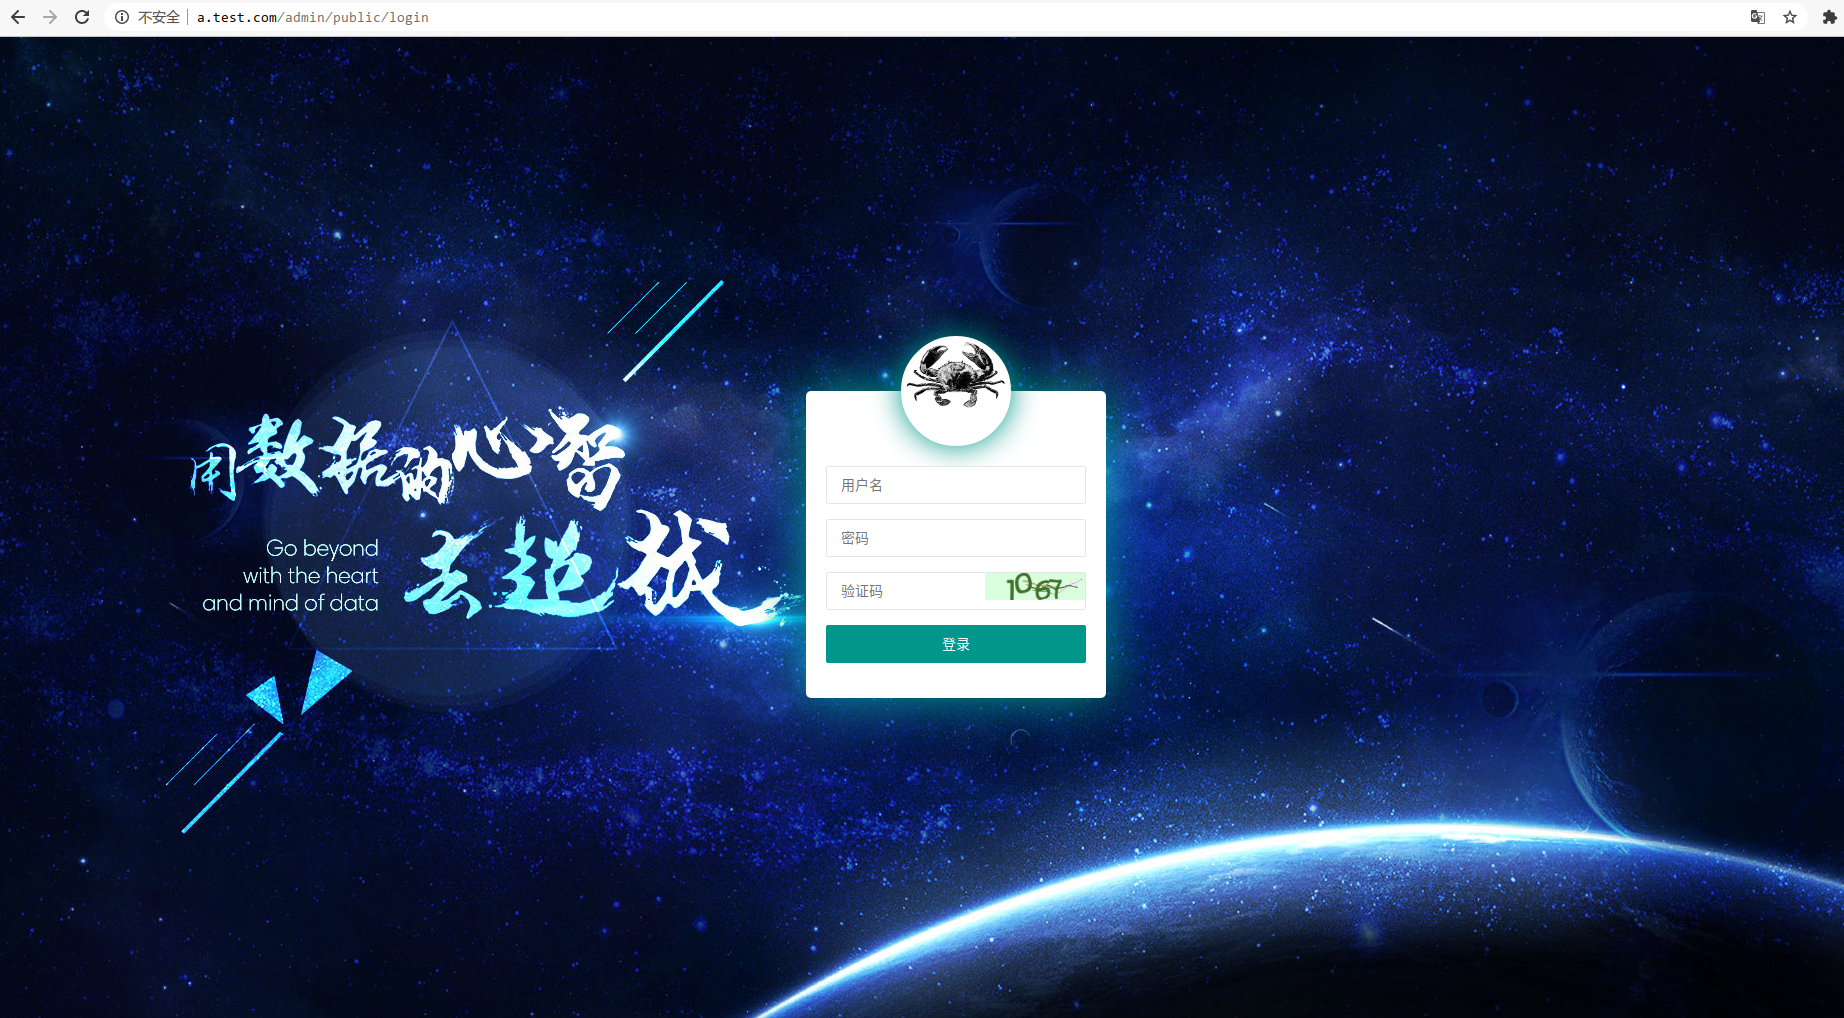 不安全 | a.test.com/admin/public/login
用数据的心智
去超越
Go beyond
with the heart
and mind of data
用户名
密码
验证码
1067
登录